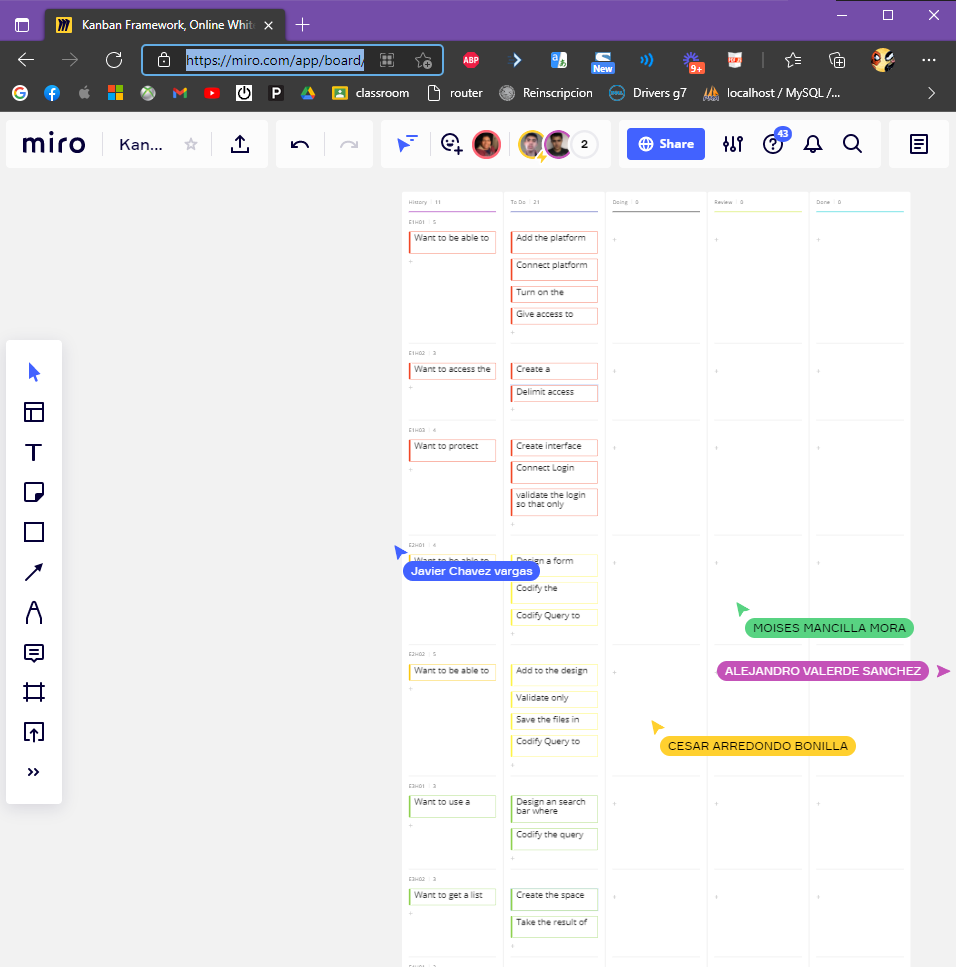 Kanban Framework, Online White
https://miro.com/app/board/
ABP
New
9+
classroom
router
Reinscripcion
Drivers g7
localhost / MySQL /...
miro
Kan...
2
Share
43
History : 11
To Do : 21
Doing : 0
Review : 0
Done : 0
E1H01 : 5
Want to be able to
Add the platform
Connect platform
Turn on the
Give access to
E1H02 : 3
Want to access the
Create a
Delimit access
E1H03 : 4
Want to protect
Create interface
Connect Login
validate the login
so that only
E2H01 : 4
Want to be able to
Design a form
Javier Chavez vargas
Codify the
Codify Query to
MOISES MANCILLA MORA
E2H02 : 5
Want to be able to
Add to the design
ALEJANDRO VALERDE SANCHEZ
Validate only
Save the files in
Codify Query to
CESAR ARREDONDO BONILLA
E3H01 : 3
Want to use a
Design an search
bar where
Codify the query
E3H02 : 3
Want to get a list
Create the space
Take the result of